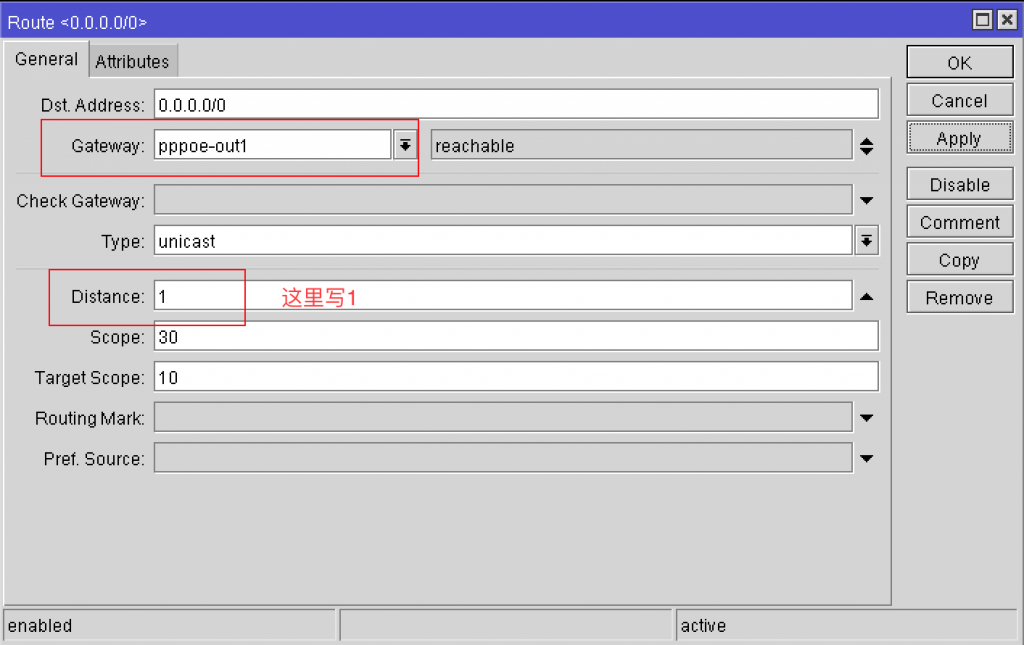 Route <0.0.0.0/0>
General
Attributes
Dst. Address: 0.0.0.0/0
Gateway: pppoe-out1 reachable
Check Gateway:
Type: unicast
Distance: 1 这里写1
Scope: 30
Target Scope: 10
Routing Mark:
Pref. Source:
OK
Cancel
Apply
Disable
Comment
Copy
Remove
enabled
active